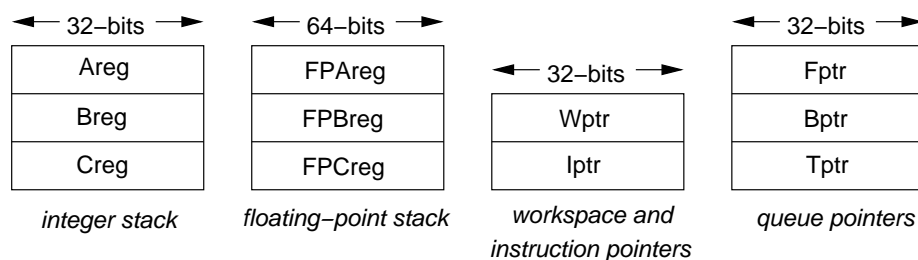 32−bits
Areg
Breg
Creg
integer stack
64−bits
FPAreg
FPBreg
FPCreg
floating−point stack
32−bits
Wptr
Iptr
workspace and
instruction pointers
32−bits
Fptr
Bptr
Tptr
queue pointers